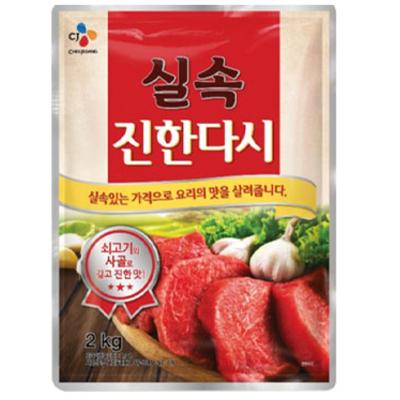 CJ
CHEILJEDANG
실속
진한다시
실속있는 가격으로 요리의 맛을 살려줍니다.
쇠고기와
사골로
깊고 진한 맛!
2 kg